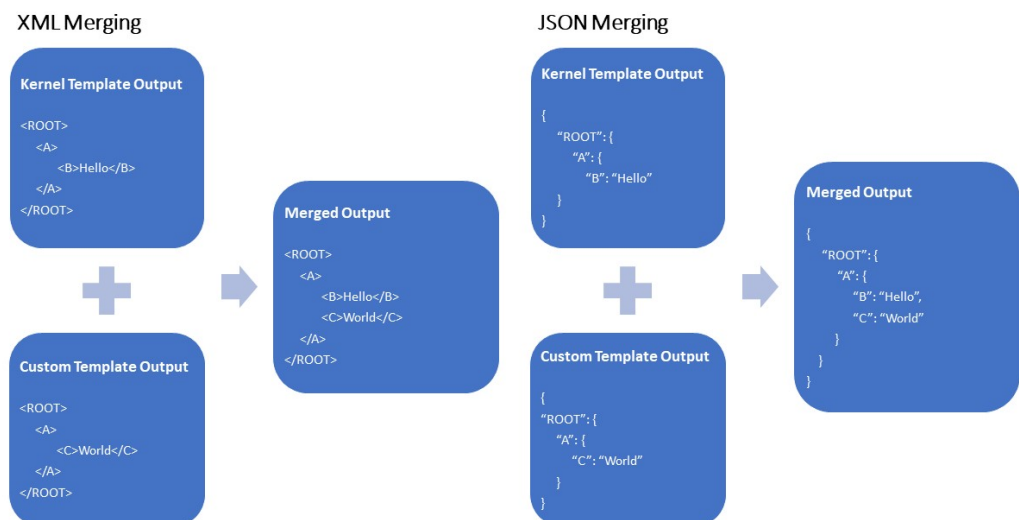 XML Merging
Kernel Template Output
<ROOT>
<A>
<B>Hello</B>
</A>
</ROOT>
Custom Template Output
<ROOT>
<A>
<C>World</C>
</A>
</ROOT>
Merged Output
<ROOT>
<A>
<B>Hello</B>
<C>World</C>
</A>
</ROOT>
JSON Merging
Kernel Template Output
{
“ROOT”: {
“A”: {
“B”: “Hello”
}
}
Custom Template Output
{
“ROOT”: {
“A”: {
“C”: “World”
}
}
Merged Output
{
“ROOT”: {
“A”: {
“B”: “Hello”,
“C”: “World”
}
}
}